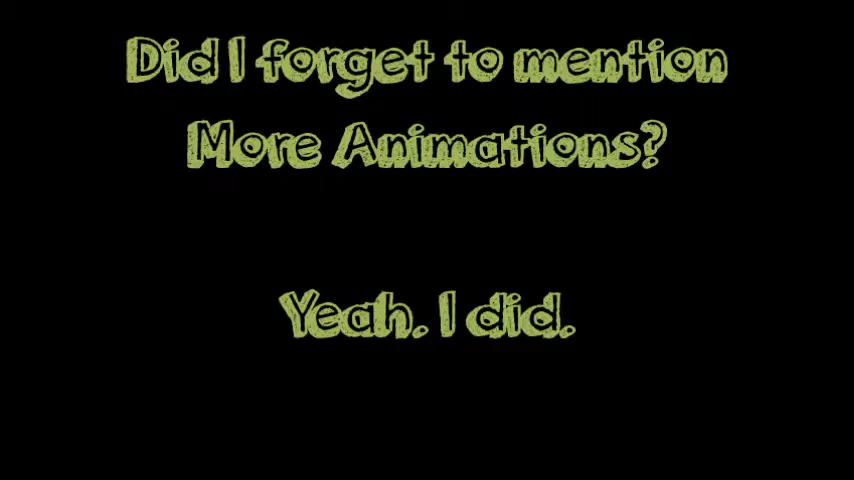 Did I forget to mention
More Animations?
Yeah. I did.